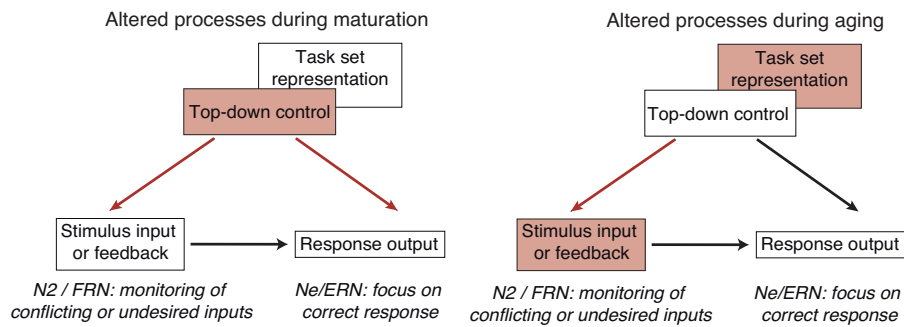 Altered processes during maturation
Task set
representation
Top-down control
Stimulus input
or feedback
Response output
N2 / FRN: monitoring of
conflicting or undesired inputs
Ne/ERN: focus on
correct response
Altered processes during aging
Task set
representation
Top-down control
Stimulus input
or feedback
Response output
N2 / FRN: monitoring of
conflicting or undesired inputs
Ne/ERN: focus on
correct response